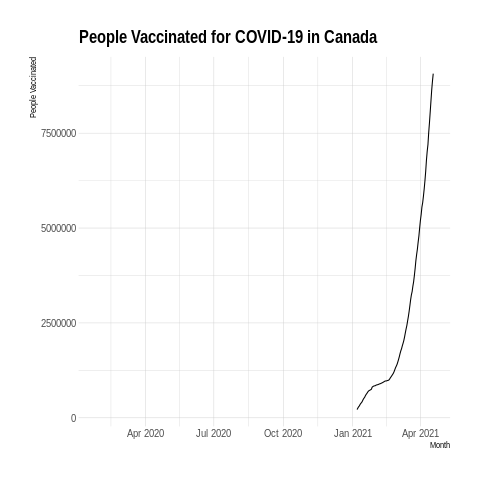 People Vaccinated for COVID-19 in Canada
People Vaccinated
7500000
5000000
2500000
0
Apr 2020 Jul 2020 Oct 2020 Jan 2021 Apr 2021
Month